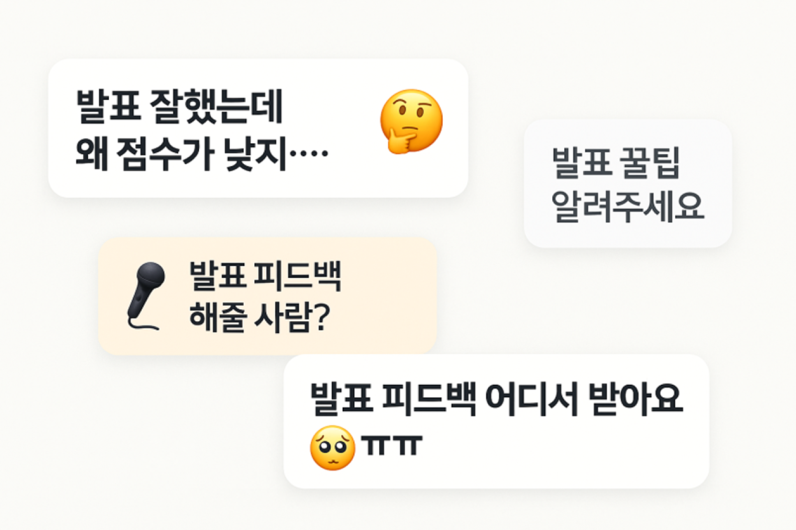 발표 잘했는데
왜 점수가 낮지····🤔
발표 꿀팁
알려주세요
발표 피드백
해줄 사람?
발표 피드백 어디서 받아요
🥺ㅠㅠ